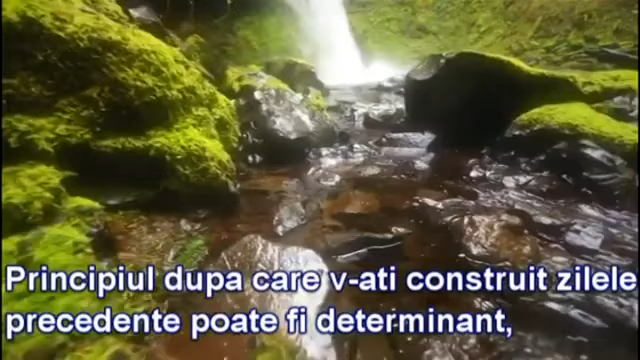 Principiul dupa care v-ati construit zilele
precedente poate fi determinant,